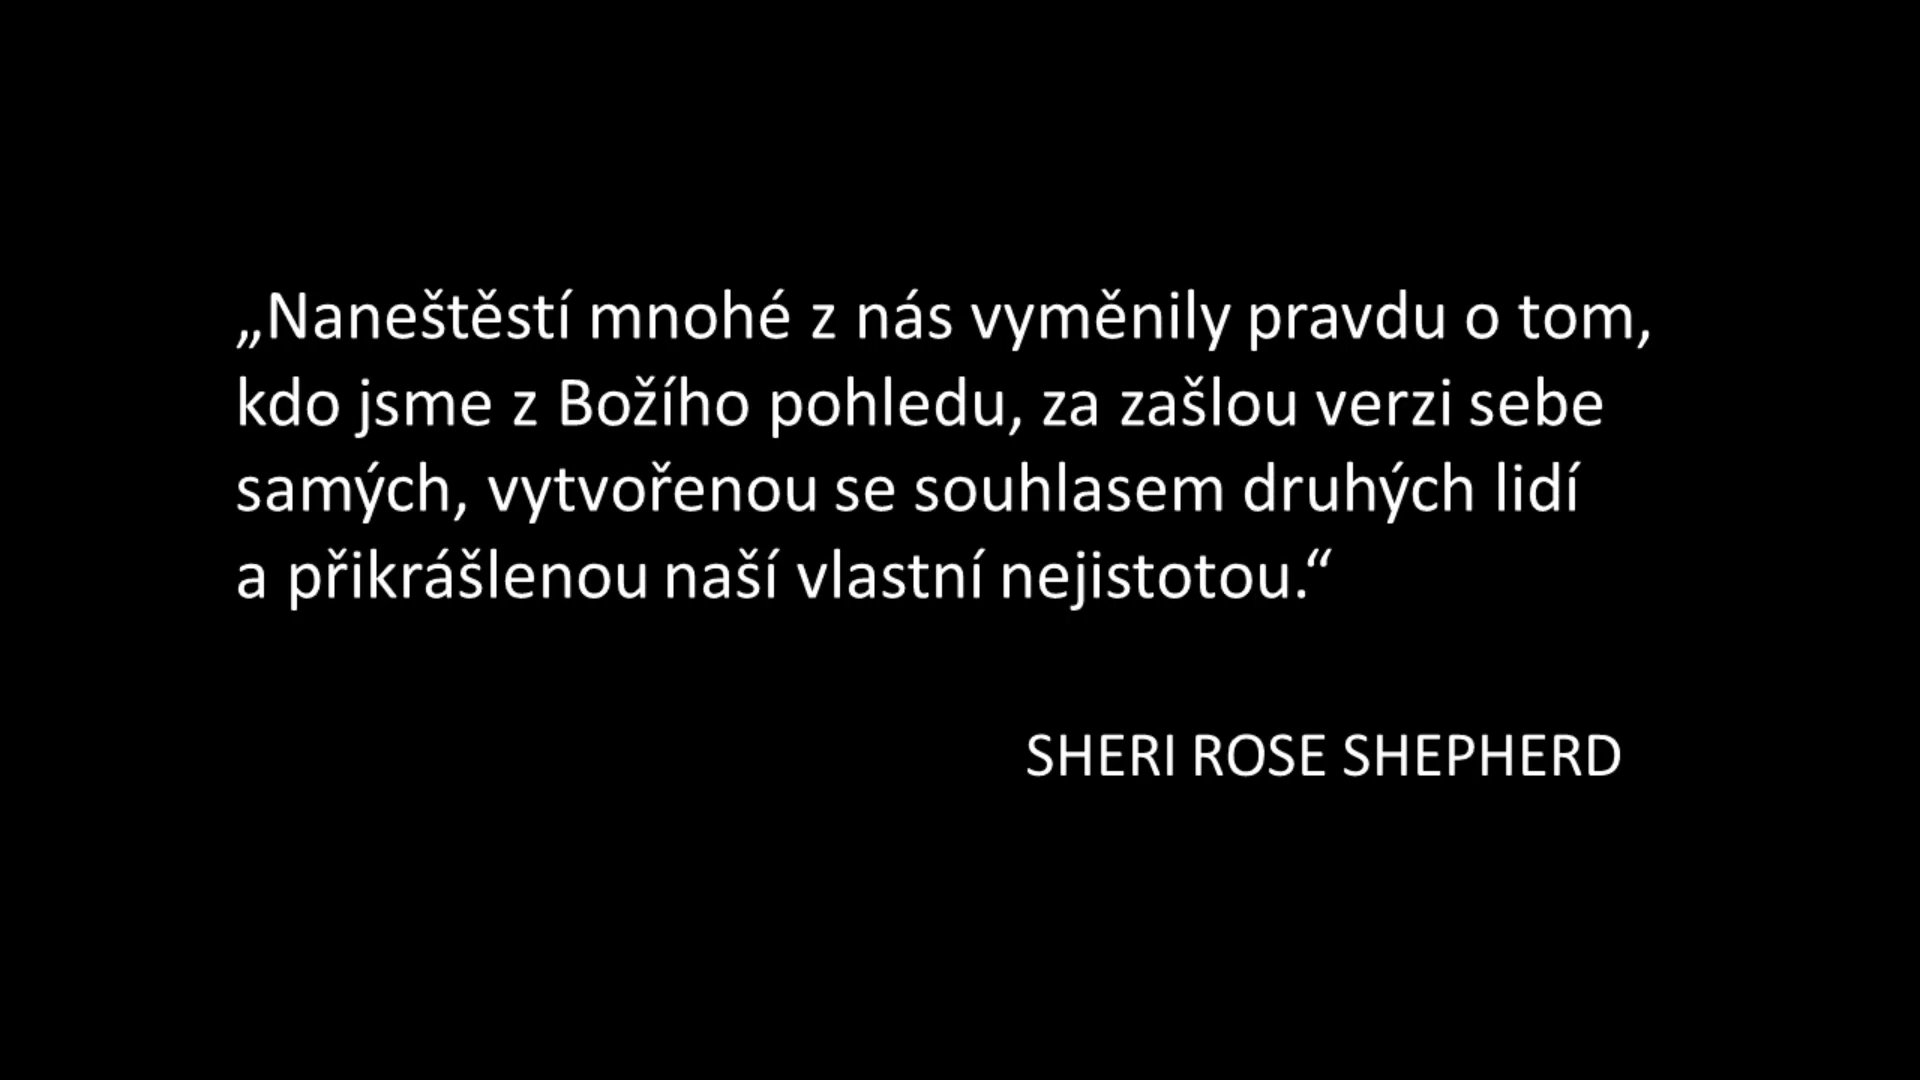 „Naneštěstí mnohé z nás vyměnily pravdu o tom,
kdo jsme z Božího pohledu, za zašlou verzi sebe
samých, vytvořenou se souhlasem druhých lidí
a přikrášlenou naší vlastní nejistotou.“
SHERI ROSE SHEPHERD